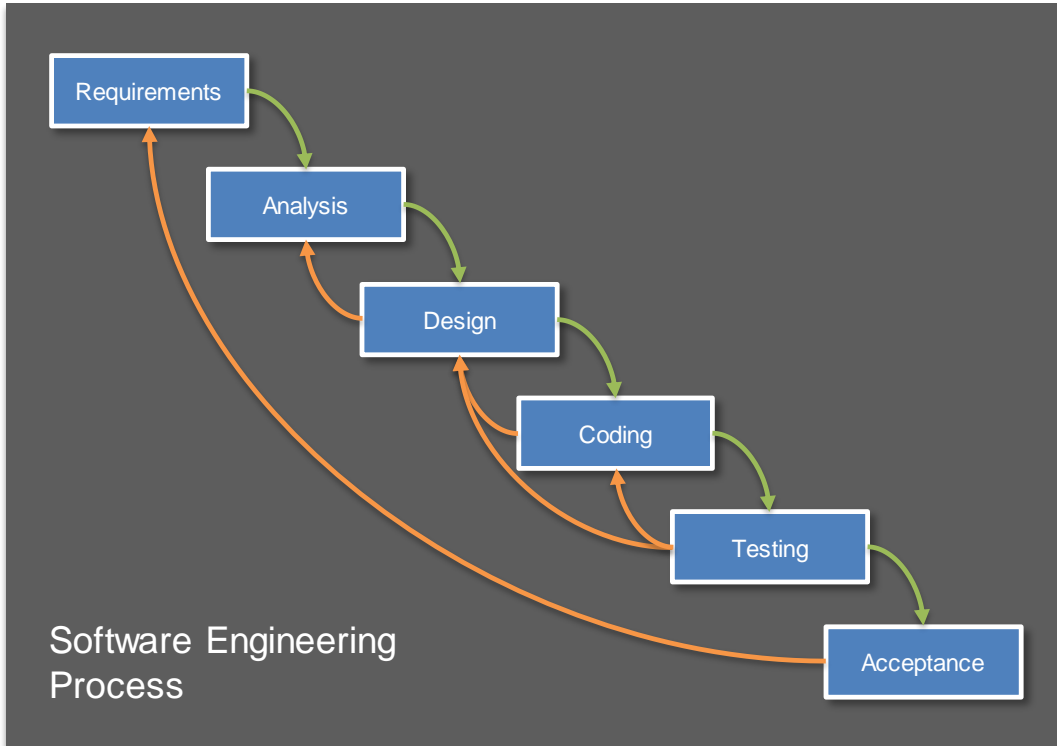 Requirements
Analysis
Design
Coding
Testing
Acceptance
Software Engineering
Process